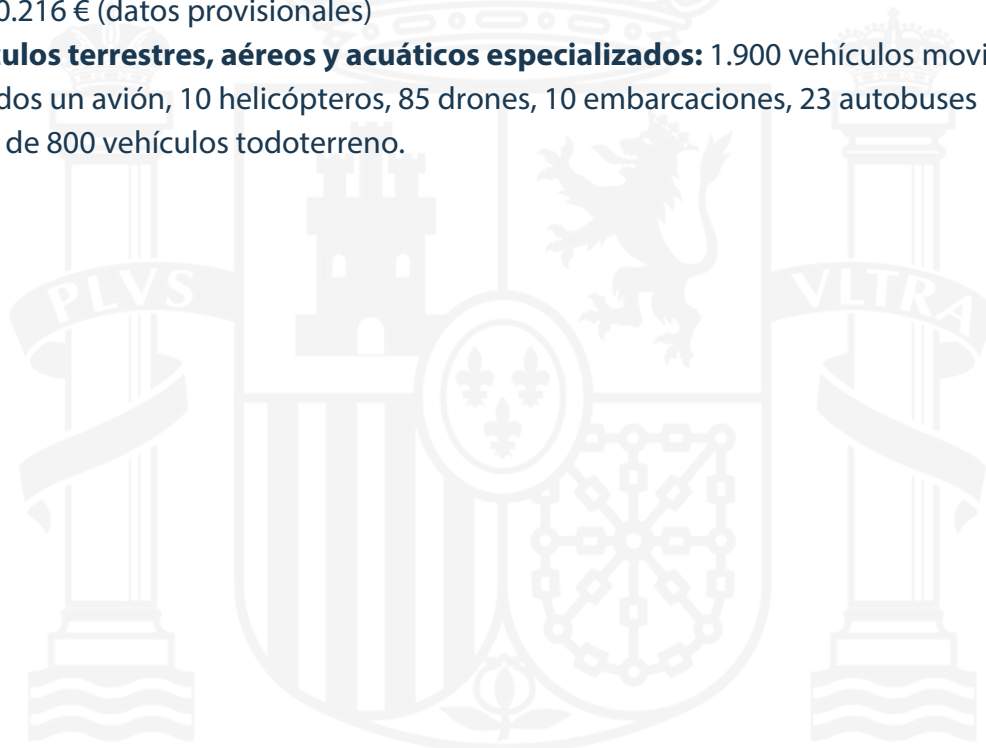 0.216 € (datos provisionales)
ulos terrestres, aéreos y acuáticos especializados: 1.900 vehículos movi
dos un avión, 10 helicópteros, 85 drones, 10 embarcaciones, 23 autobuses
de 800 vehículos todoterreno.
PLVS
VLTRA